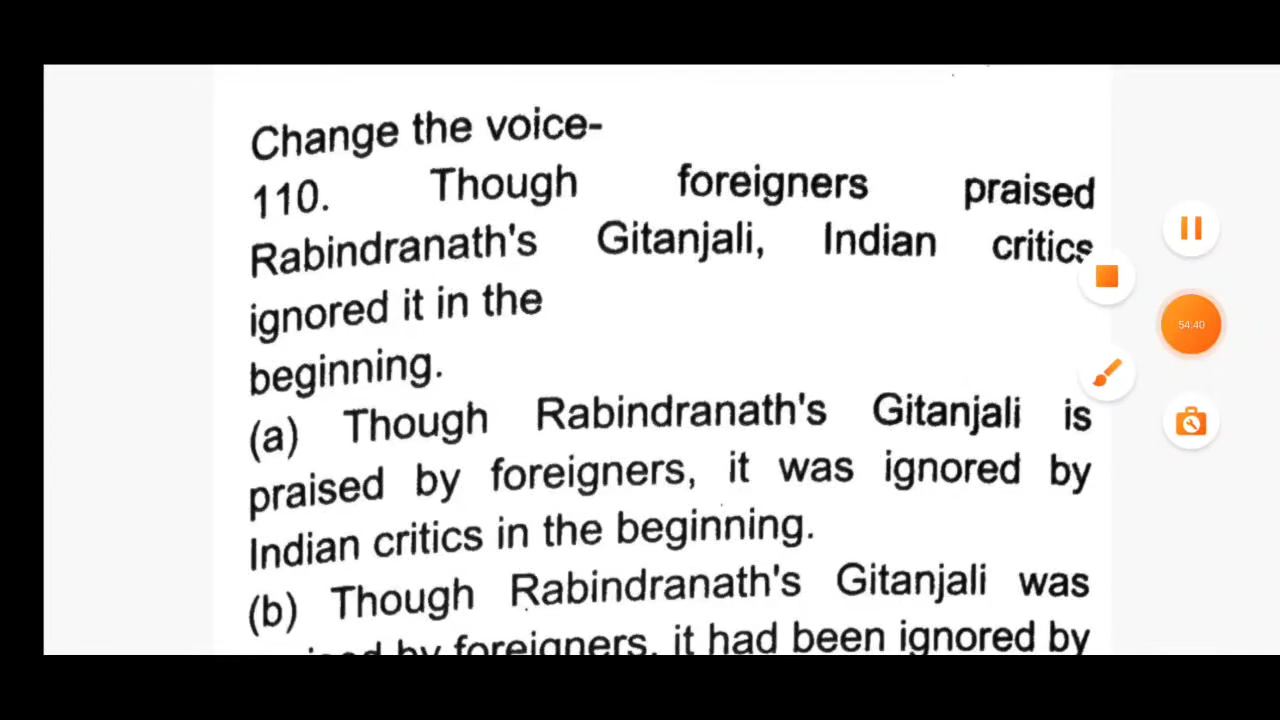 Change the voice-
110. Though foreigners praised
Rabindranath's Gitanjali, Indian critics
ignored it in the
beginning.
(a) Though Rabindranath's Gitanjali is
praised by foreigners, it was ignored by
Indian critics in the beginning.
(b) Though Rabindranath's Gitanjali was
by foreigners, it had been ignored by
54:40